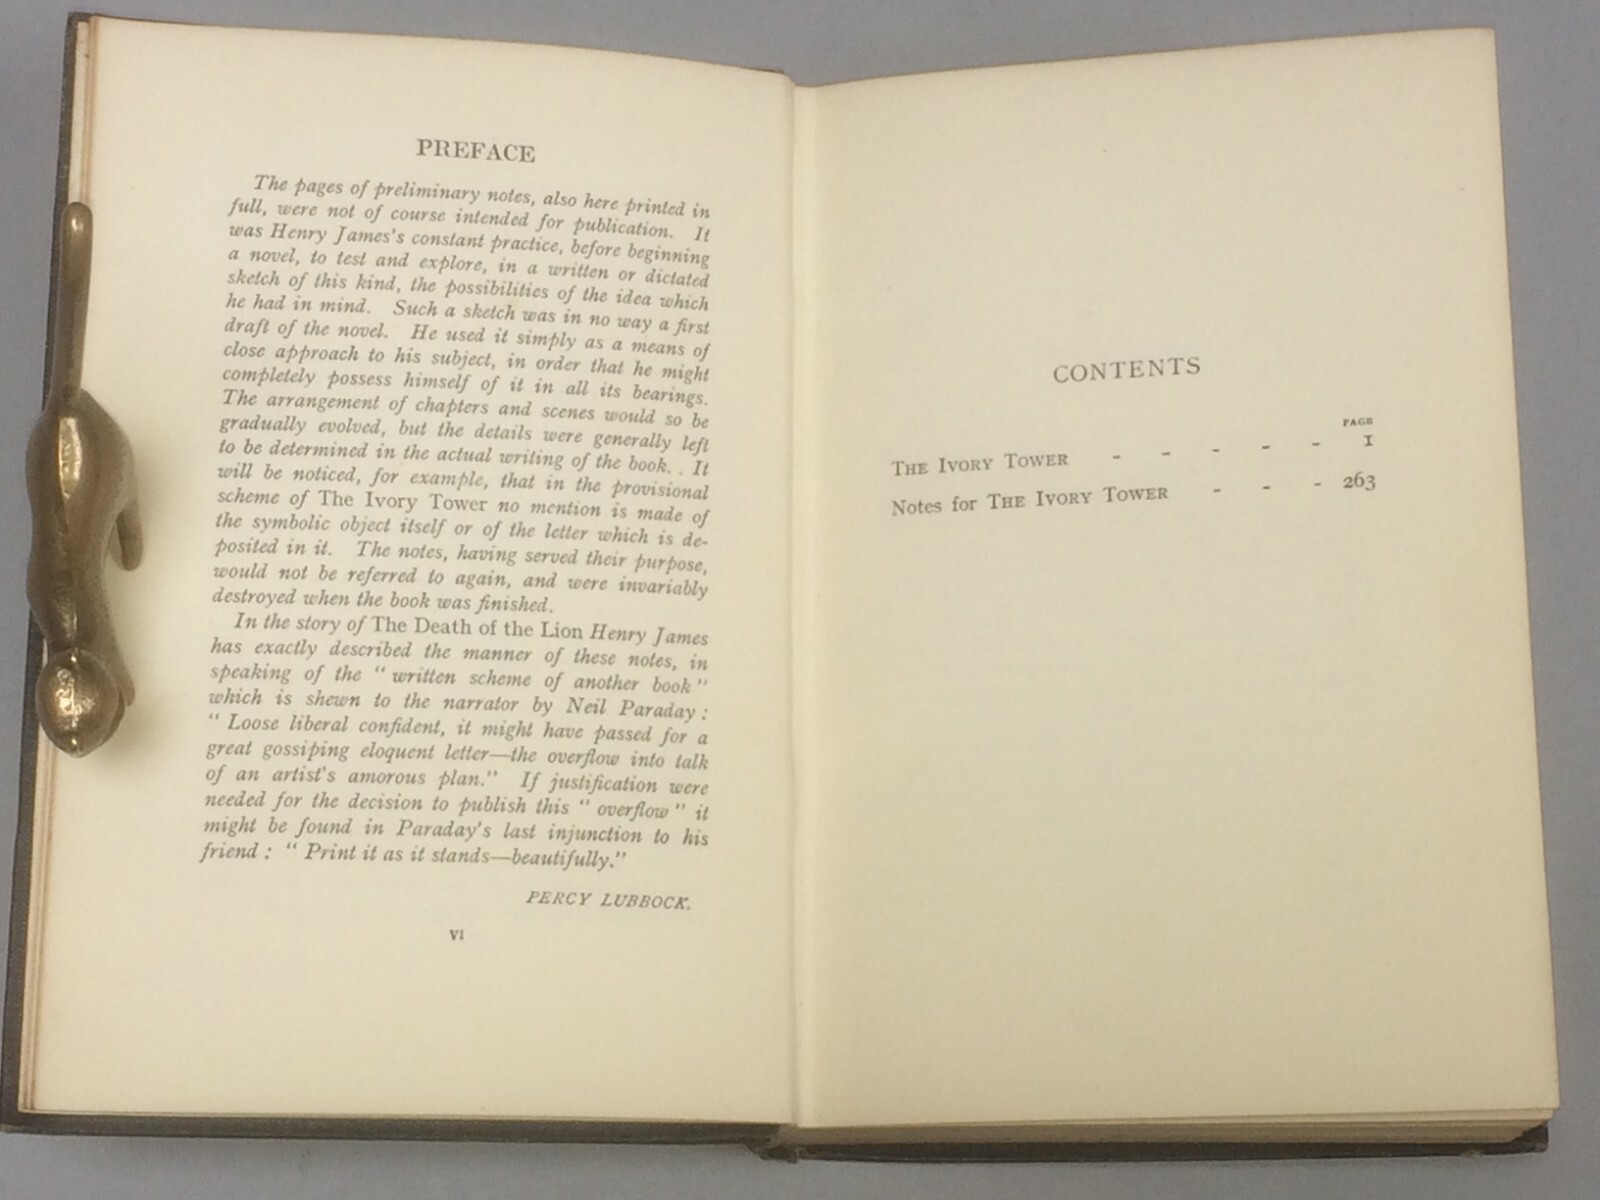 PREFACE
The pages of preliminary notes, also here printed in
full, were not of course intended for publication. It
was Henry James's constant practice, before beginning
a novel, to test and explore, in a written or dictated
sketch of this kind, the possibilities of the idea which
he had in mind. Such a sketch was in no way a first
draft of the novel. He used it simply as a means of
close approach to his subject, in order that he might
completely possess himself of it in all its bearings.
The arrangement of chapters and scenes would so be
gradually evolved, but the details were generally left
to be determined in the actual writing of the book. . It
will be noticed, for example, that in the provisional
scheme of The Ivory Tower no mention is made of
the symbolic object itself or of the letter which is de-
posited in it. The notes, having served their purpose,
would not be referred to again, and were invariably
destroyed when the book was finished.
In the story of The Death of the Lion Henry James
has exactly described the manner of these notes, in
speaking of the “ written scheme of another book ”
which is shewn to the narrator by Neil Paraday :
“ Loose liberal confident, it might have passed for a
great gossiping eloquent letter—the overflow into talk
of an artist's amorous plan.” If justification were
needed for the decision to publish this “ overflow ” it
might be found in Paraday's last injunction to his
friend : “ Print it as it stands—beautifully.”
PERCY LUBBOCK.
vi
CONTENTS
PAGE
THE IVORY TOWER - - - - - 1
Notes for THE IVORY TOWER - - - 263